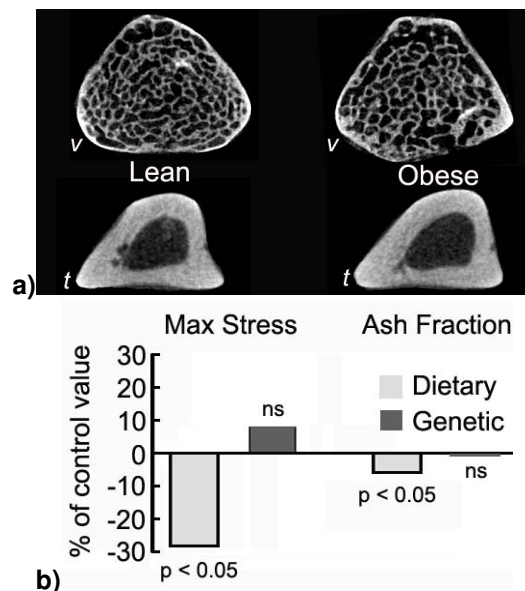 v
v
Lean
Obese
t
t
a)
Max Stress
Ash Fraction
% of control value
30
20
10
0
-10
-20
-30
Dietary
Genetic
ns
p < 0.05
ns
p < 0.05
b)